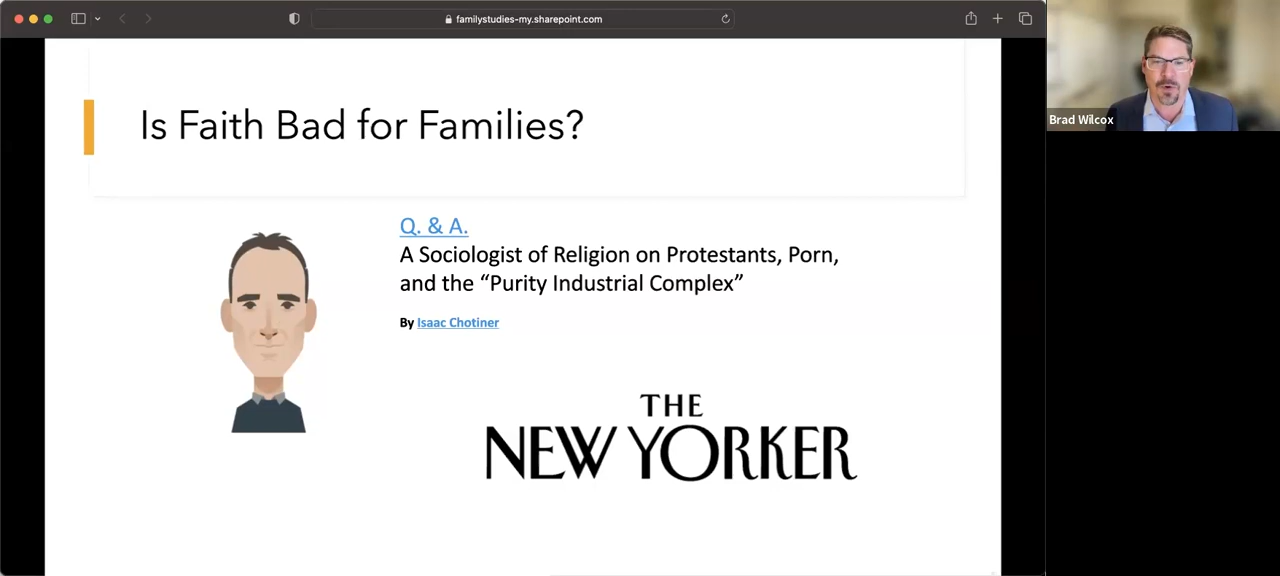 familystudies-my.sharepoint.com
Is Faith Bad for Families?
Q. & A.
A Sociologist of Religion on Protestants, Porn,
and the “Purity Industrial Complex”
By Isaac Chotiner
THE
NEW YORKER
Brad Wilcox